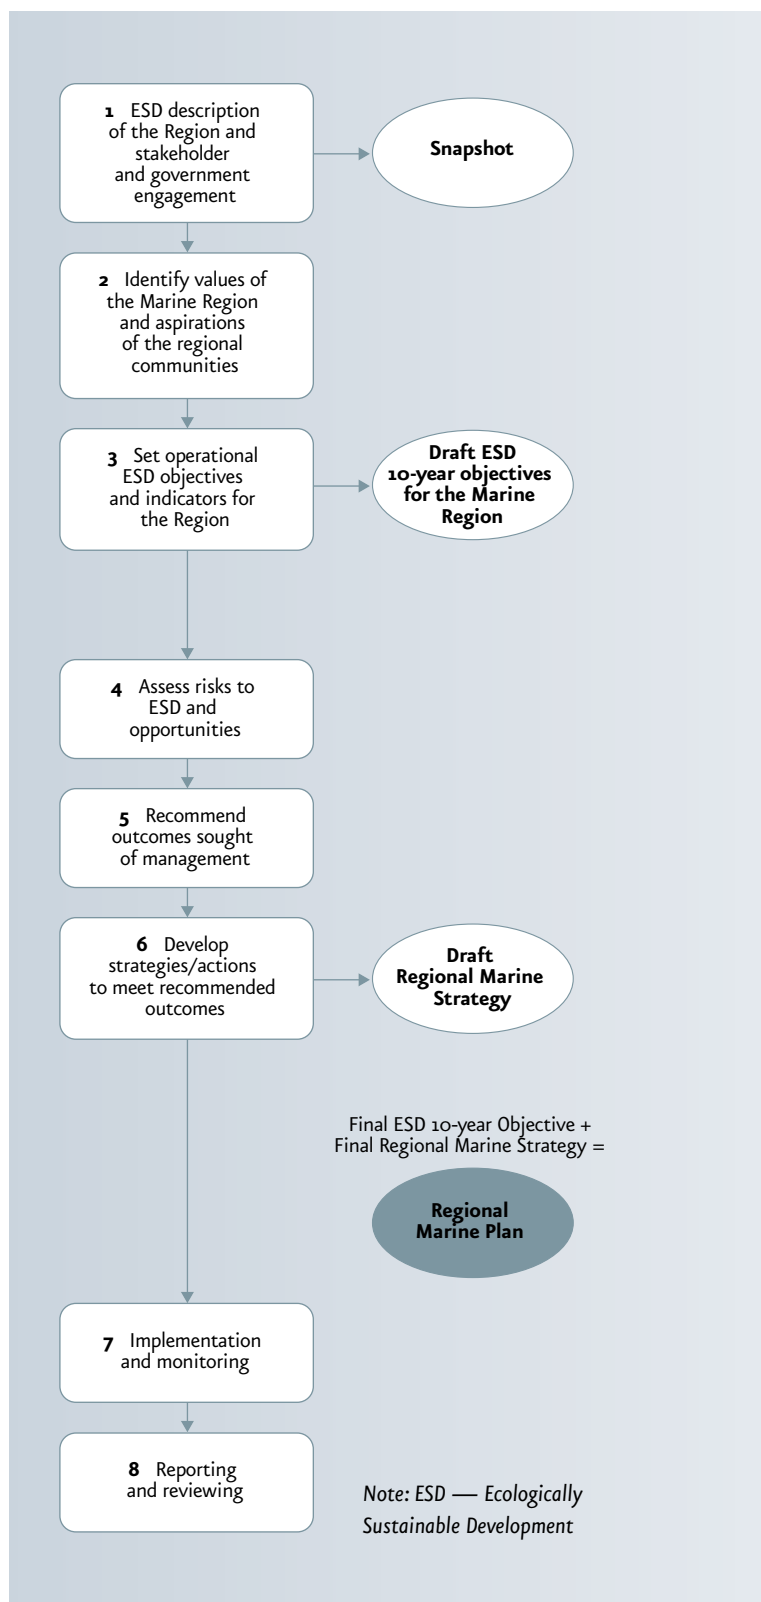 1 ESD description
of the Region and
stakeholder
and government
engagement
Snapshot
2 Identify values of
the Marine Region
and aspirations
of the regional
communities
3 Set operational
ESD objectives
and indicators for
the Region
Draft ESD
10-year objectives
for the Marine
Region
4 Assess risks to
ESD and
opportunities
5 Recommend
outcomes sought
of management
6 Develop
strategies/actions
to meet recommended
outcomes
Draft
Regional Marine
Strategy
Final ESD 10-year Objective +
Final Regional Marine Strategy =
Regional
Marine Plan
7 Implementation
and monitoring
8 Reporting
and reviewing
Note: ESD — Ecologically
Sustainable Development